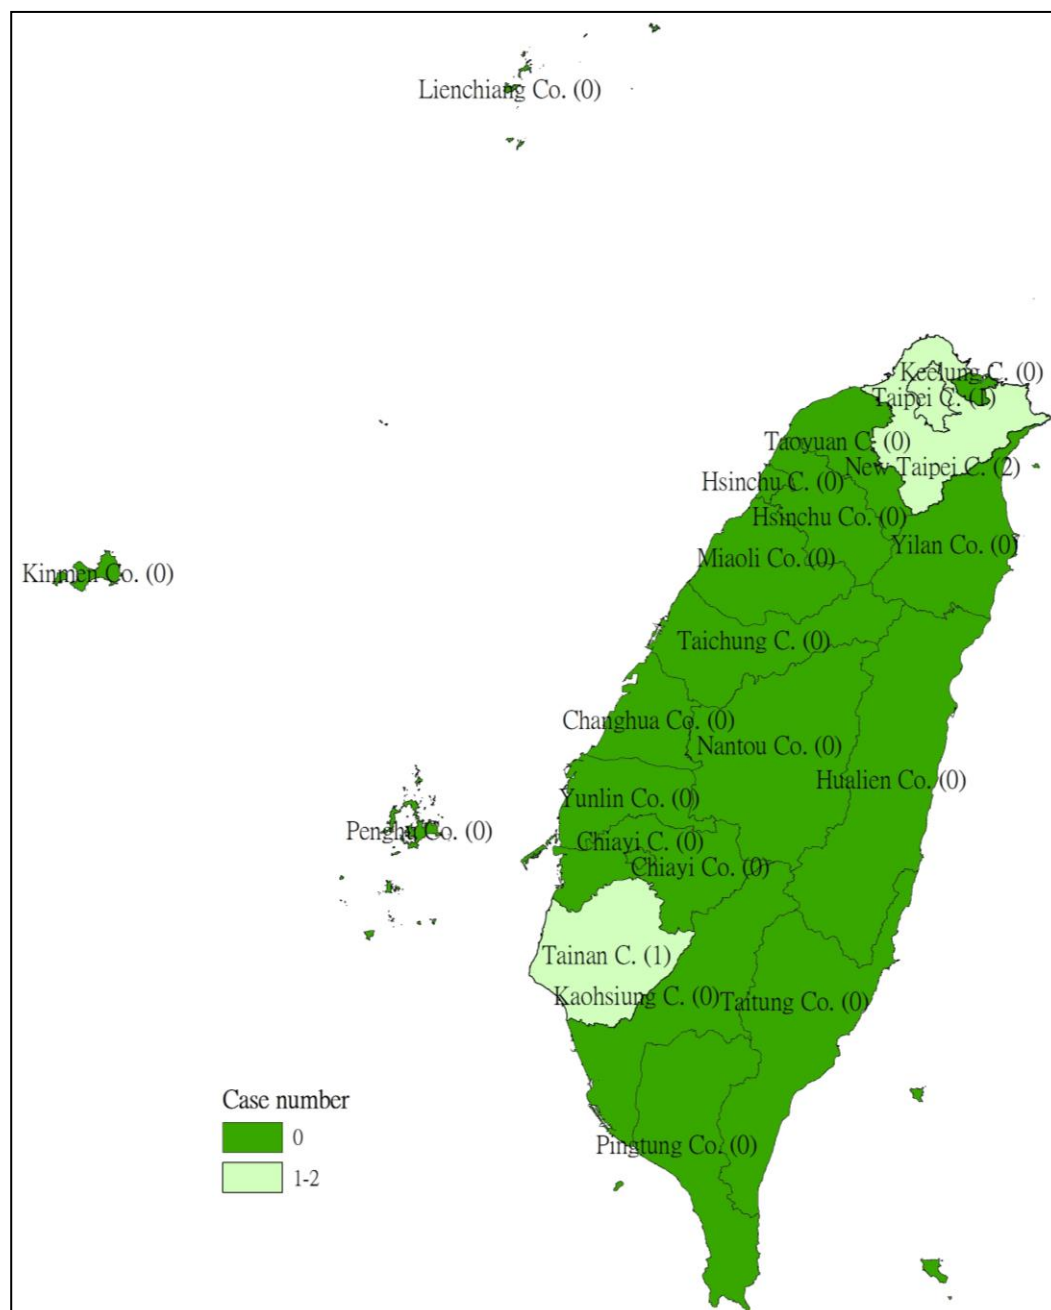 Lienchiang Co. (0)
Keelung C. (0)
Taipei C. (1)
Taoyuan C. (0)
New Taipei C. (2)
Hsinchu C. (0)
Hsinchu Co. (0)
Yilan Co. (0)
Miaoli Co. (0)
Kinmen Co. (0)
Taichung C. (0)
Changhua Co. (0)
Nantou Co. (0)
Hualien Co. (0)
Yunlin Co. (0)
Penghu Co. (0)
Chiayi C. (0)
Chiayi Co. (0)
Tainan C. (1)
Kaohsiung C. (0)
Taitung Co. (0)
Pingtung Co. (0)
Case number
0
1-2